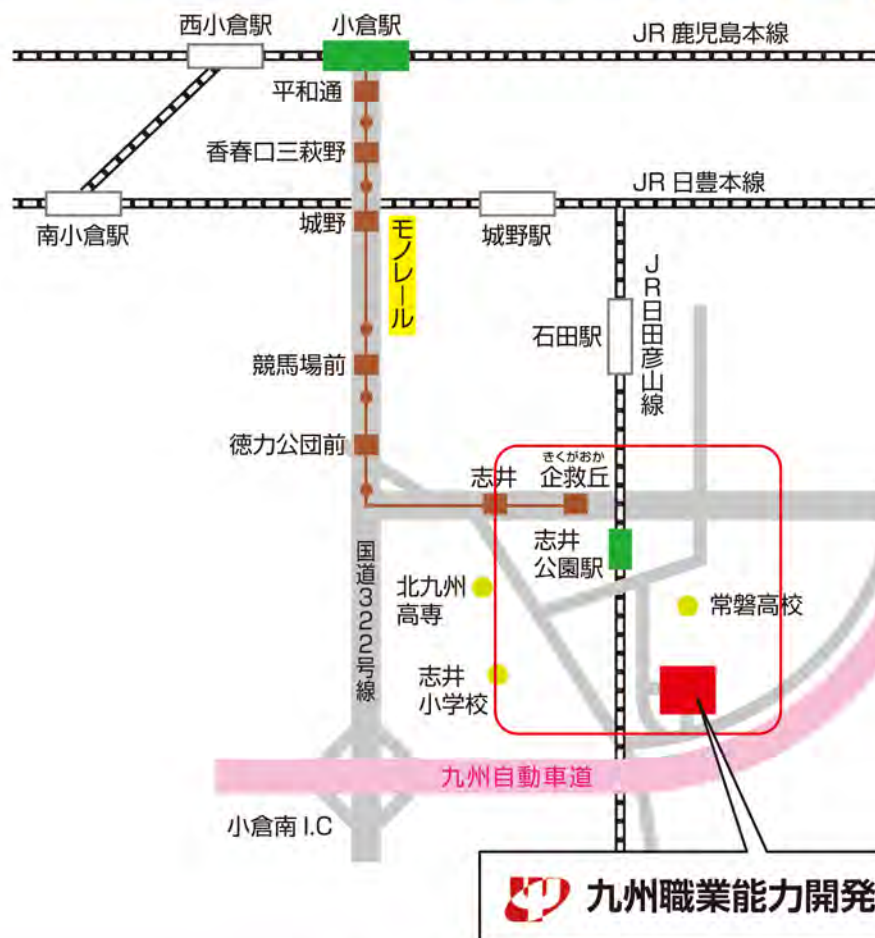 西小倉駅
小倉駅
JR 鹿児島本線
平和通
香春口三萩野
JR 日豊本線
南小倉駅
城野
城野駅
モノレール
JR日田彦山線
石田駅
競馬場前
徳力公団前
きくがおか
志井
企救丘
国道322号線
志井
公園駅
北九州
高専
常磐高校
志井
小学校
九州自動車道
小倉南 I.C
九州職業能力開発